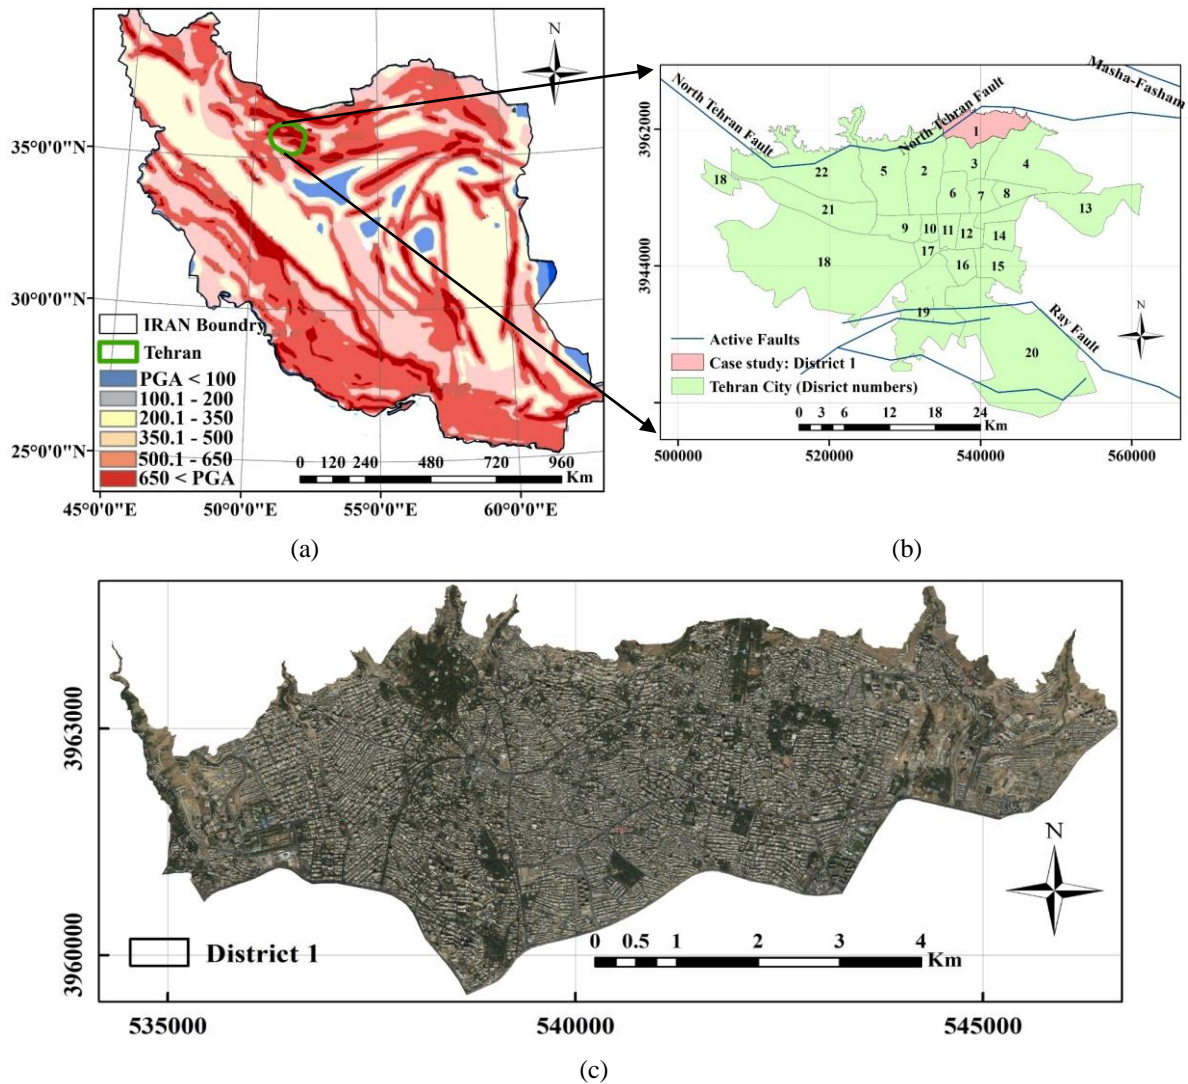 N
35°0'0"N
30°0'0"N
25°0'0"N
IRAN Boundry
Tehran
PGA < 100
100.1 - 200
200.1 - 350
350.1 - 500
500.1 - 650
650 < PGA
0 120 240 480 720 960
Km
45°0'0"E 50°0'0"E 55°0'0"E 60°0'0"E
(a)
Masha-Fasham
North Tehran Fault
North-Tehran Fault
3962000
3944000
1
22 5 2 3 4
18
6 7 8
21
13
9 10 11 12 14
17
18
16 15
19
Ray Fault
20
N
Active Faults
Case study: District 1
Tehran City (Disrict numbers)
0 3 6 12 18 24
Km
500000 520000 540000 560000
(b)
3963000
3960000
N
District 1
0 0.5 1 2 3 4
Km
535000 540000 545000
(c)